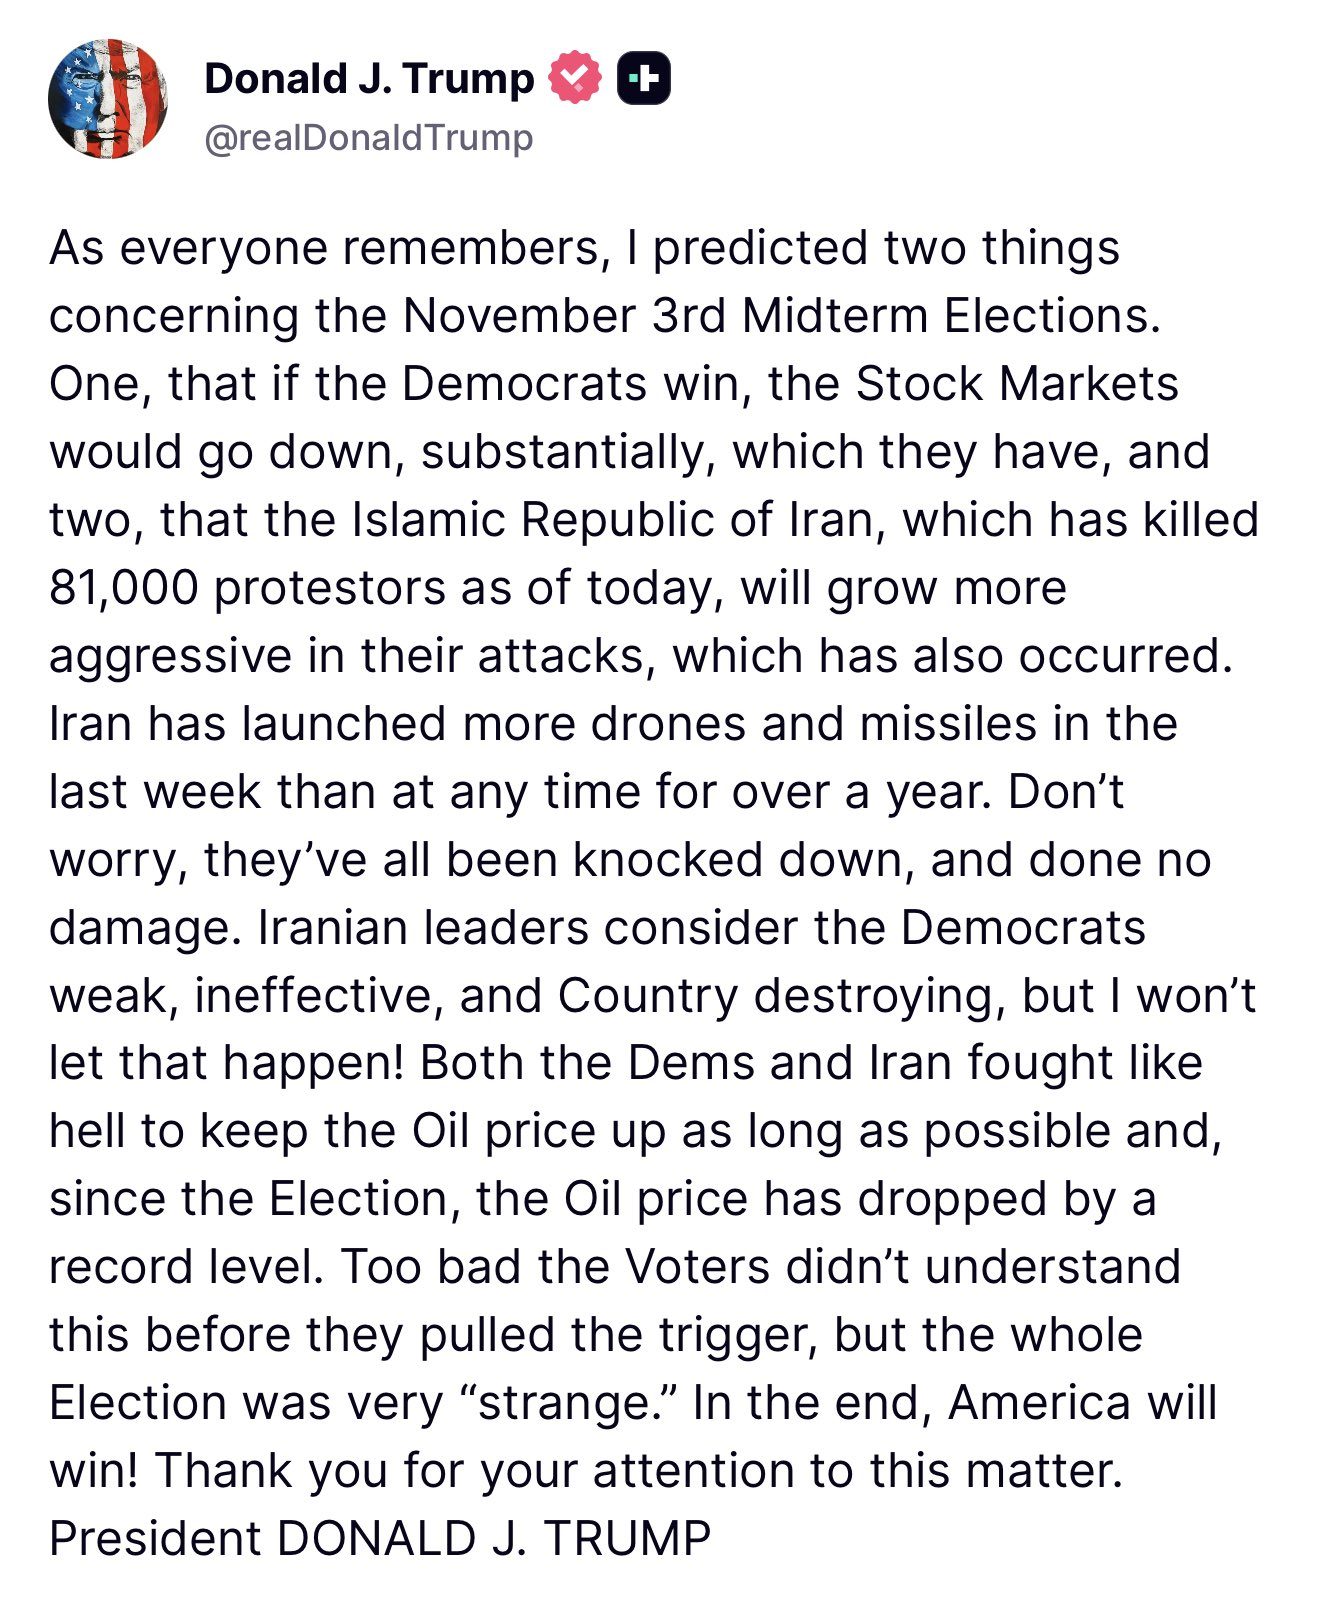 Donald J. Trump
@realDonaldTrump
As everyone remembers, I predicted two things
concerning the November 3rd Midterm Elections.
One, that if the Democrats win, the Stock Markets
would go down, substantially, which they have, and
two, that the Islamic Republic of Iran, which has killed
81,000 protestors as of today, will grow more
aggressive in their attacks, which has also occurred.
Iran has launched more drones and missiles in the
last week than at any time for over a year. Don’t
worry, they’ve all been knocked down, and done no
damage. Iranian leaders consider the Democrats
weak, ineffective, and Country destroying, but I won’t
let that happen! Both the Dems and Iran fought like
hell to keep the Oil price up as long as possible and,
since the Election, the Oil price has dropped by a
record level. Too bad the Voters didn’t understand
this before they pulled the trigger, but the whole
Election was very “strange.” In the end, America will
win! Thank you for your attention to this matter.
President DONALD J. TRUMP